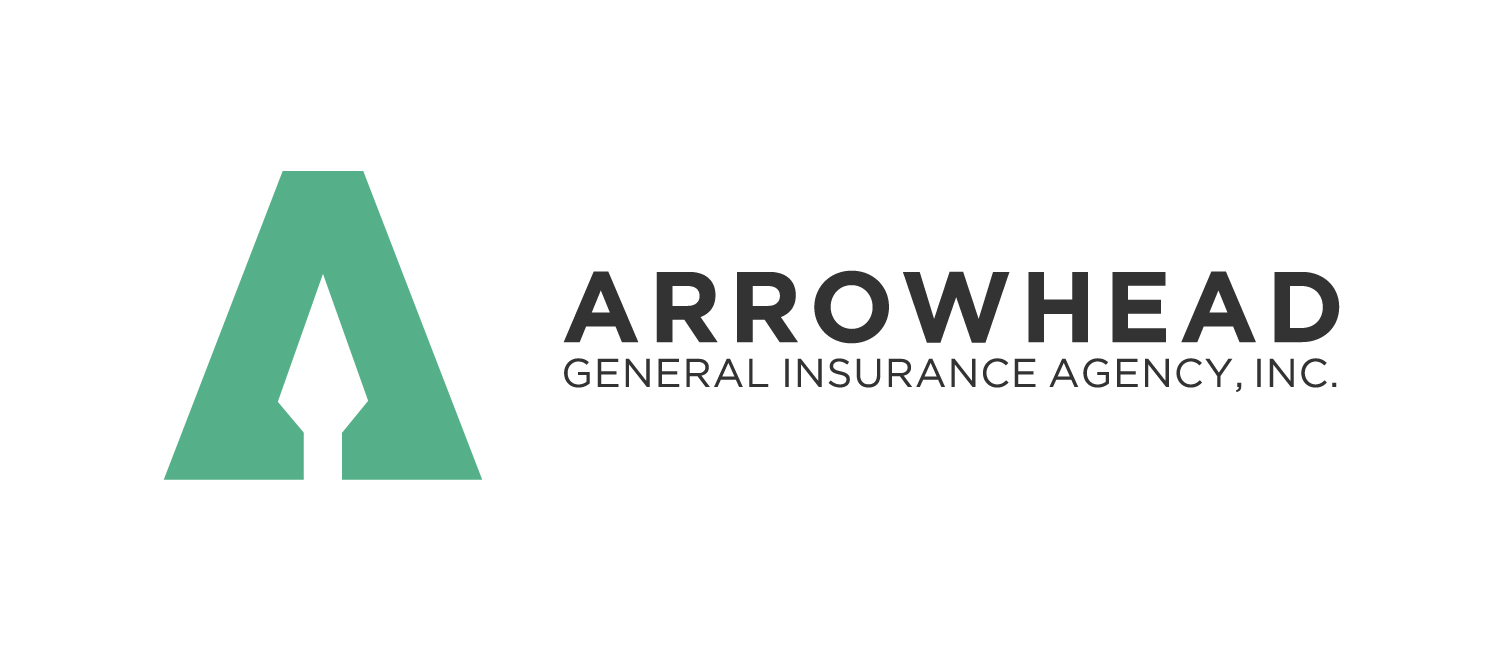 ARROWHEAD
GENERAL INSURANCE AGENCY, INC.